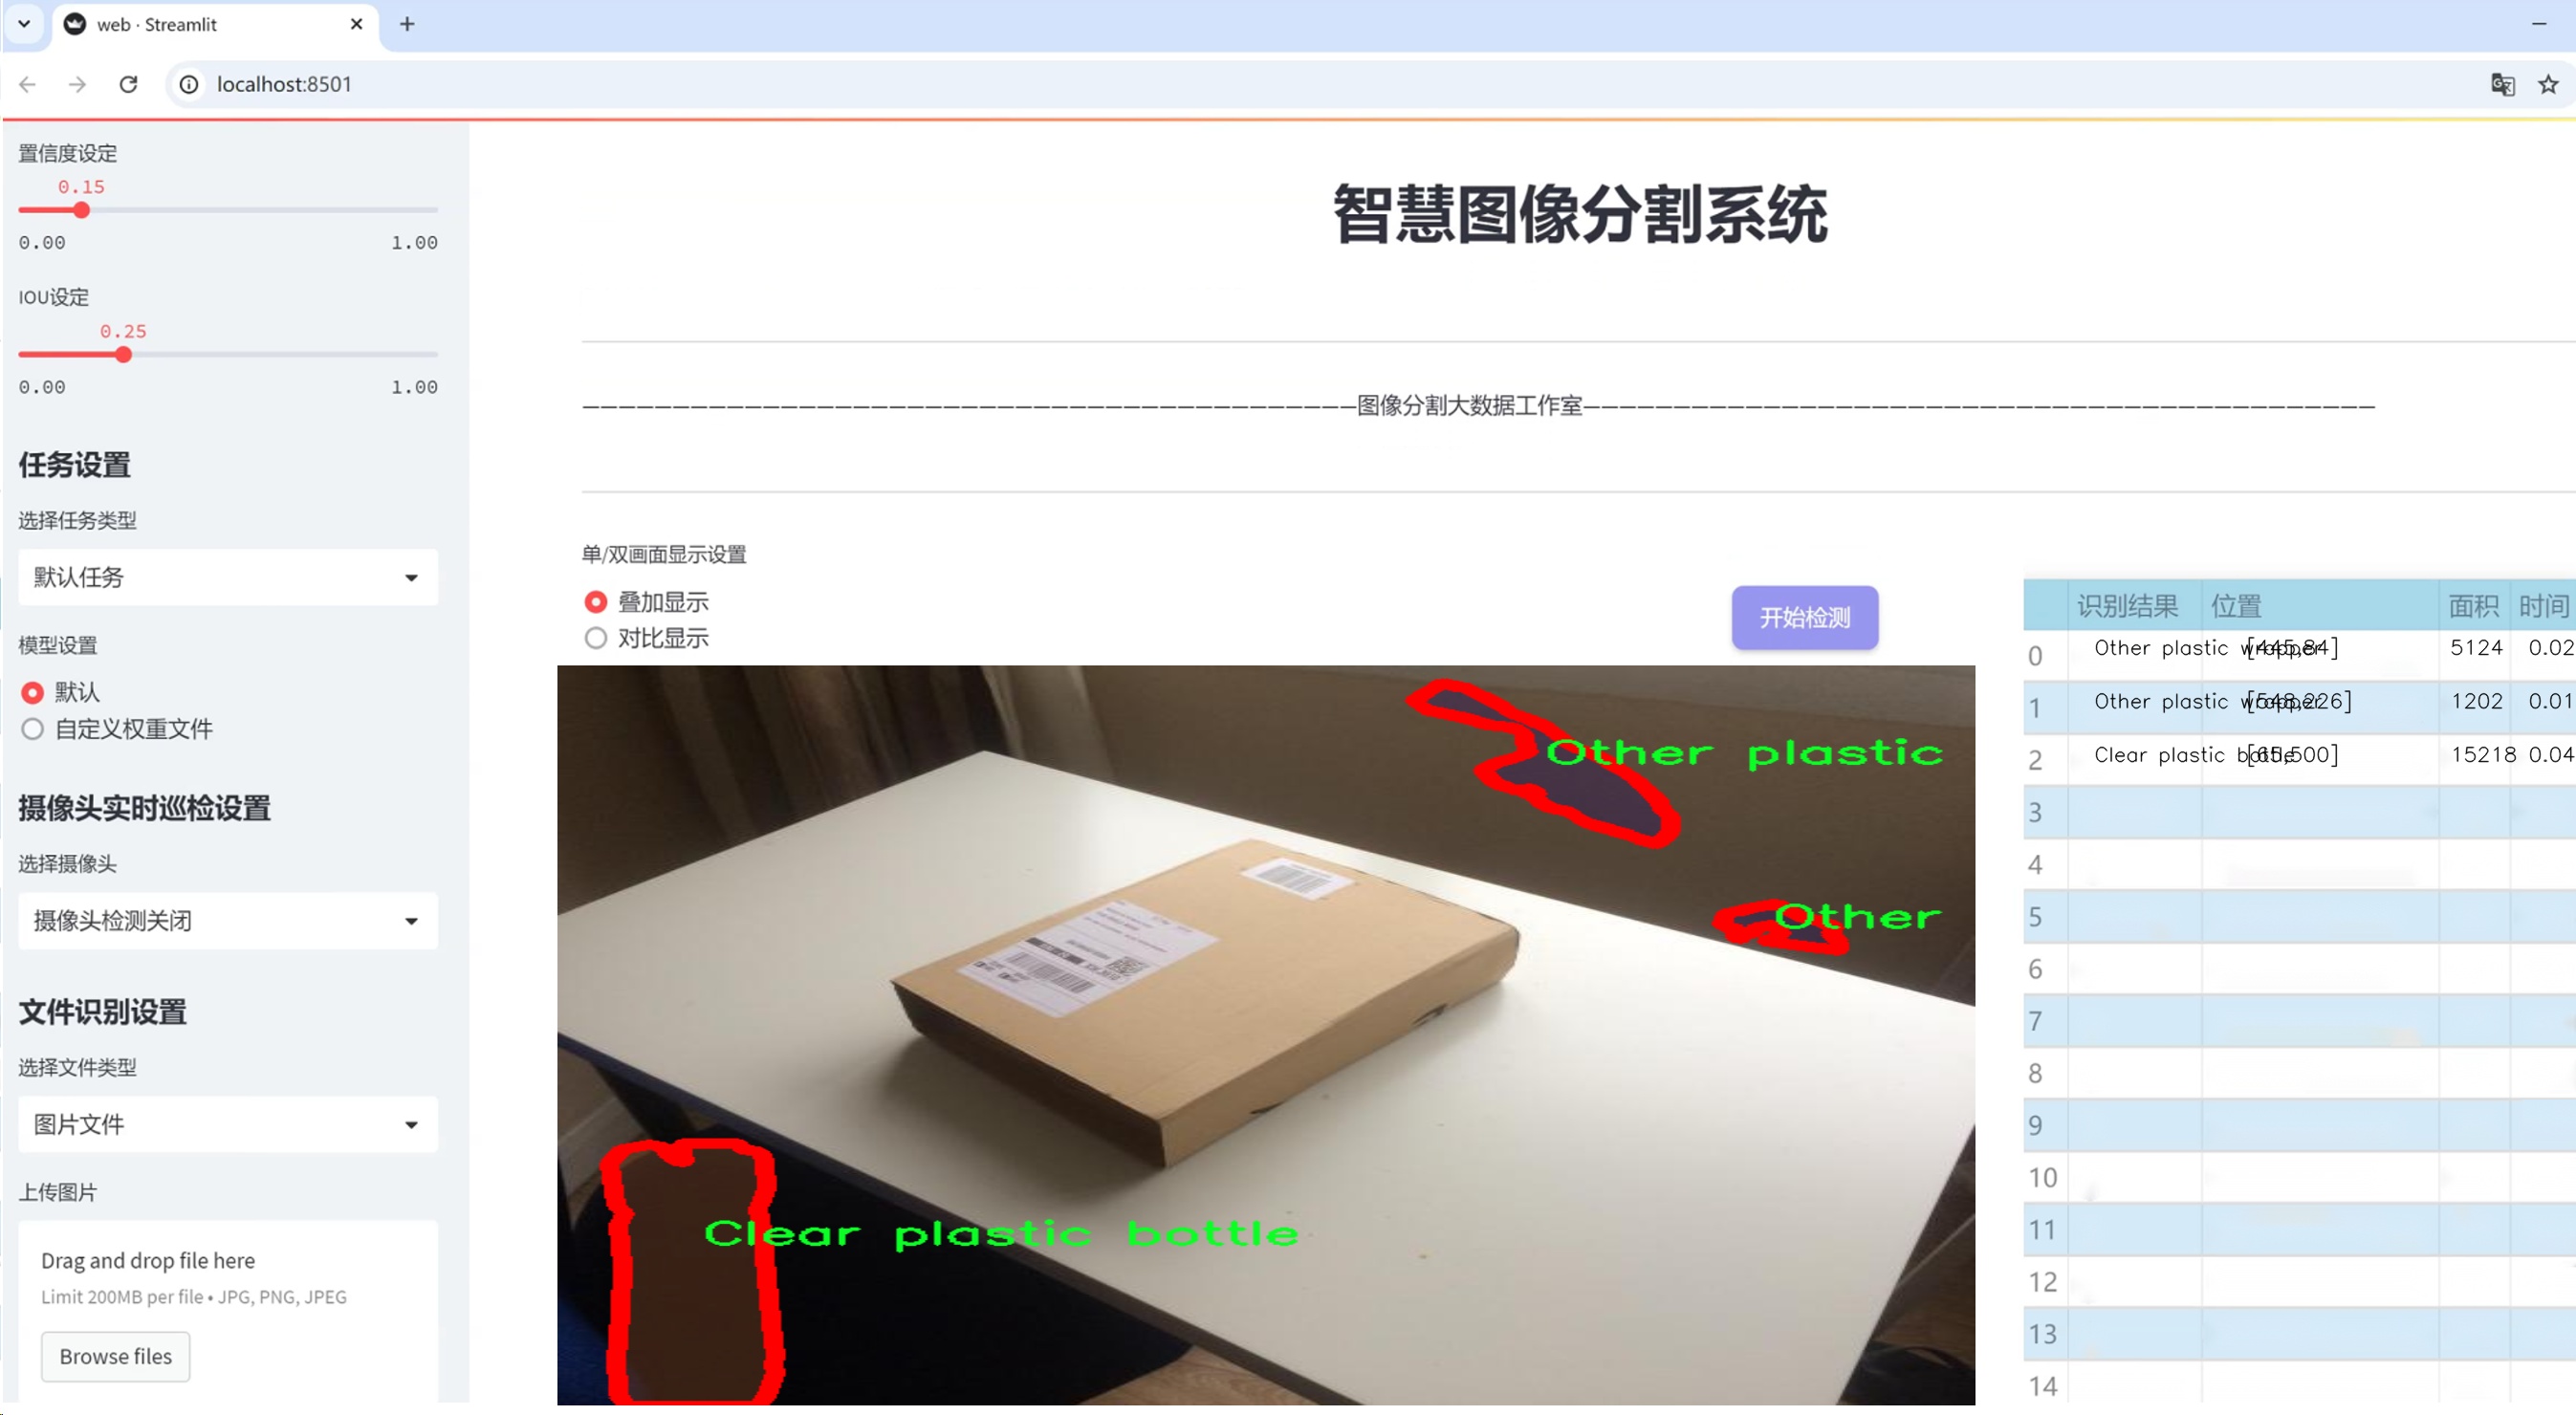 web · Streamlit
localhost:8501
置信度设定
0.15
0.00 1.00
IOU设定
0.25
0.00 1.00
任务设置
选择任务类型
默认任务
模型设置
默认
自定义权重文件
摄像头实时巡检设置
选择摄像头
摄像头检测关闭
文件识别设置
选择文件类型
图片文件
上传图片
Drag and drop file here
Limit 200MB per file • JPG, PNG, JPEG
Browse files
智慧图像分割系统
图像分割大数据工作室
单/双画面显示设置
叠加显示
对比显示
开始检测
Other plastic
Other
Clear plastic bottle
识别结果 位置 面积 时间
0 Other plastic wrapper [445,84] 5124 0.02
1 Other plastic wrapper [548,226] 1202 0.01
2 Clear plastic bottle [65,500] 15218 0.04
3
4
5
6
7
8
9
10
11
12
13
14